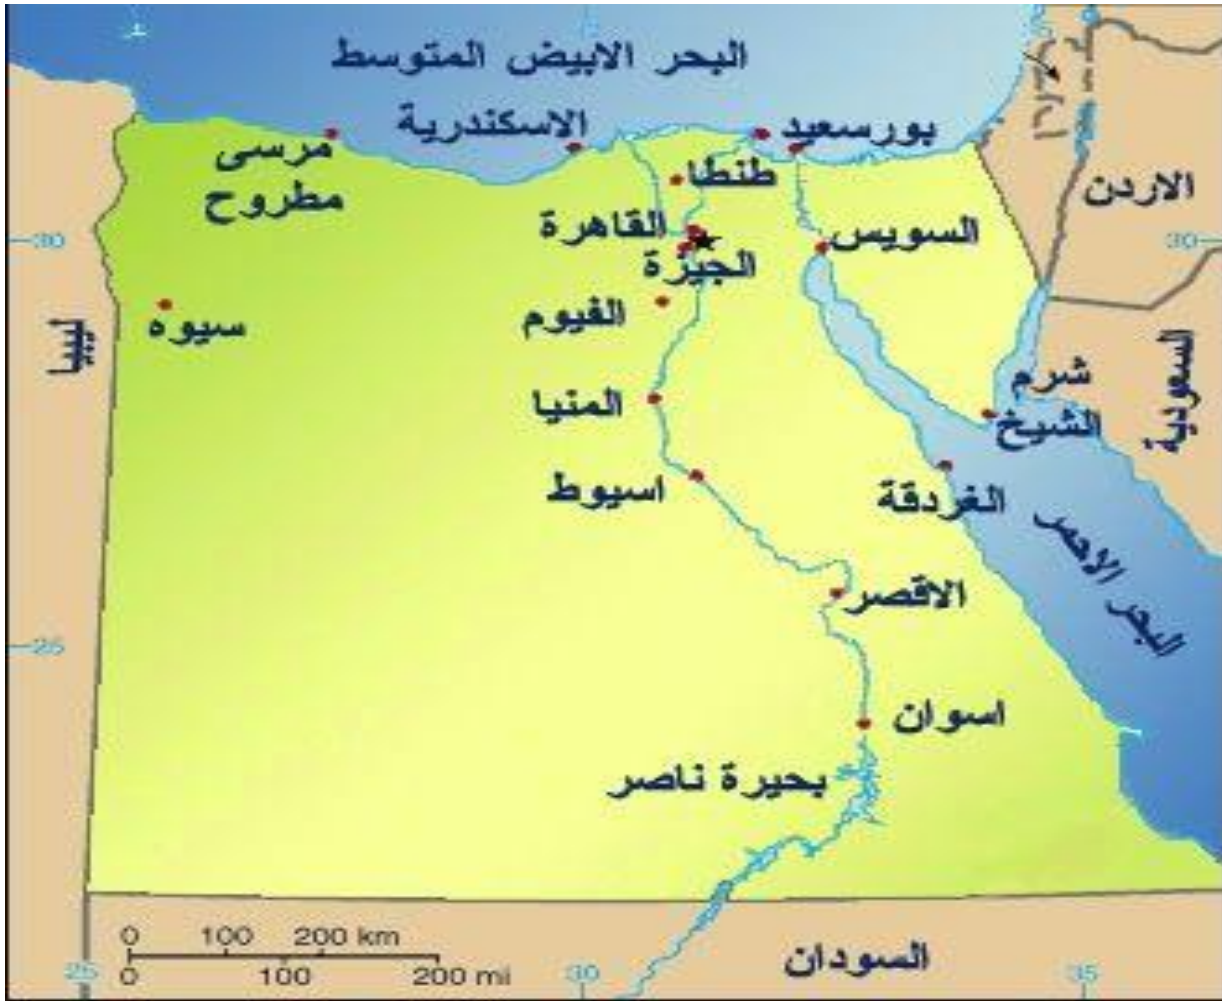 البحر الابيض المتوسط
الاسكندرية
بورسعيد
مرسى
مطروح
طنطا
الاردن
القاهرة
السويس
30
30
الجيزة
سيوه
الفيوم
ليبيا
السعودية
شرم
الشيخ
المنيا
اسيوط
الغردقة
البحر الاحمر
الاقصر
25
اسوان
بحيرة ناصر
0 100 200 km
0 100 200 mi
السودان
25
30
35